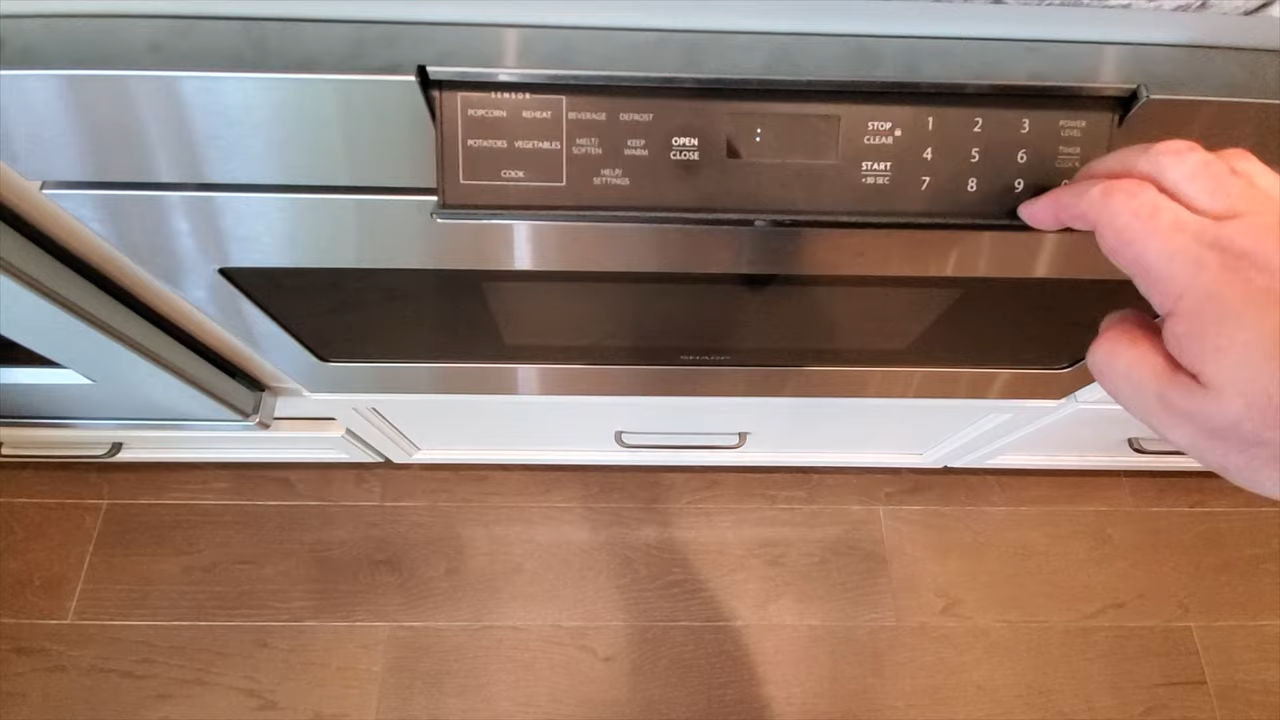 SENSOR
POPCORN REHEAT BEVERAGE DEFROST
POTATOES VEGETABLES MELT/ SOFTEN KEEP WARM
COOK HELP/ SETTINGS
OPEN
CLOSE
:
STOP
CLEAR
START
+30 SEC
1 2 3 POWER LEVEL
4 5 6 TIMER CLOCK
7 8 9
SHARP